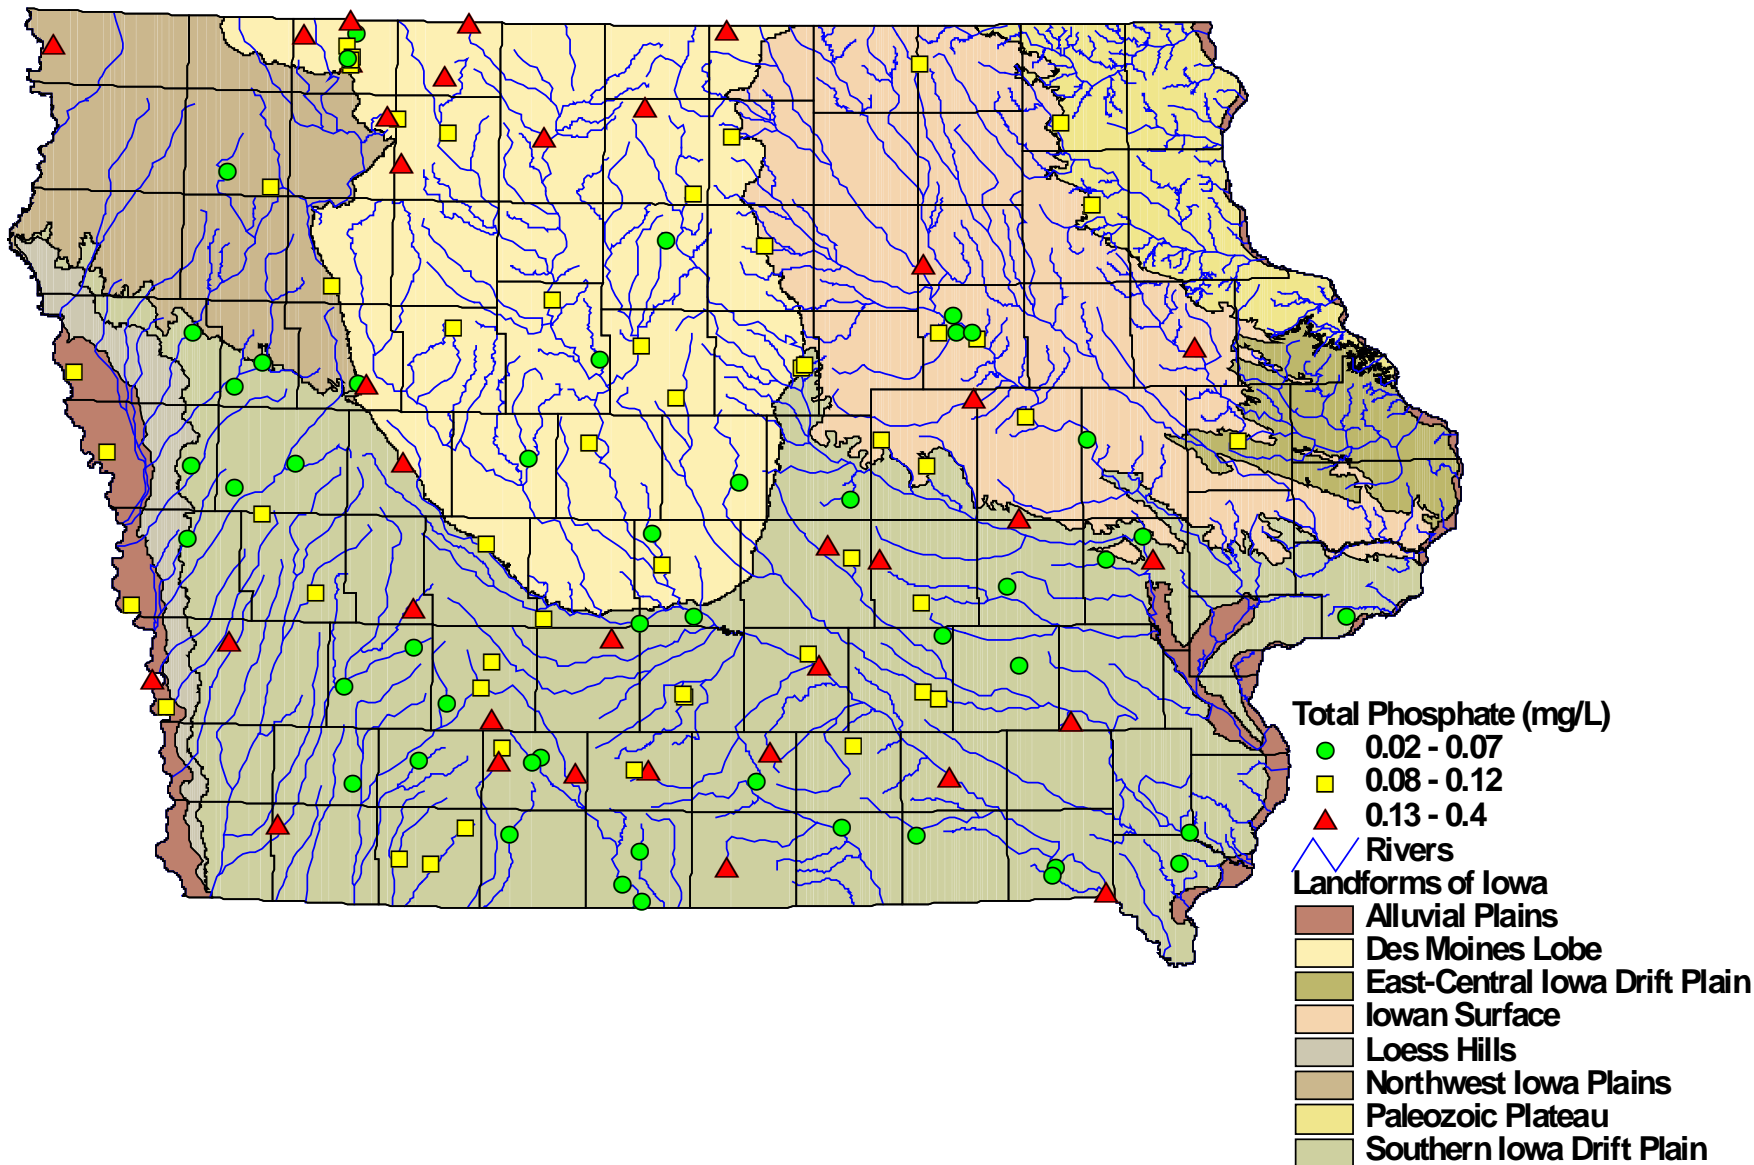 Total Phosphate (mg/L)
0.02 - 0.07
0.08 - 0.12
0.13 - 0.4
Rivers
Landforms of Iowa
Alluvial Plains
Des Moines Lobe
East-Central Iowa Drift Plain
Iowan Surface
Loess Hills
Northwest Iowa Plains
Paleozoic Plateau
Southern Iowa Drift Plain